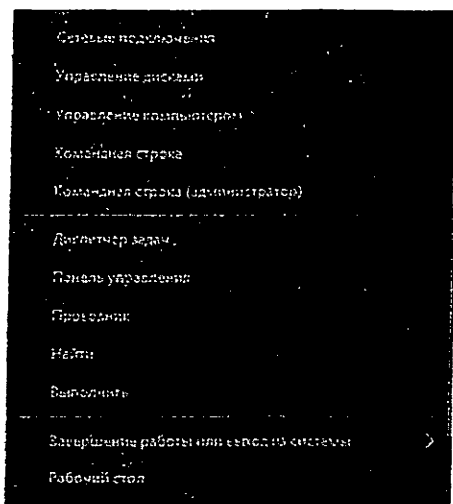 Сетевые подключения
Управление дисками
Управление компьютером
Командная строка
Командная строка (администратор)
Диспетчер задач
Панель управления
Проводник
Найти
Выполнить
Завершение работы или выход из системы
Рабочий стол